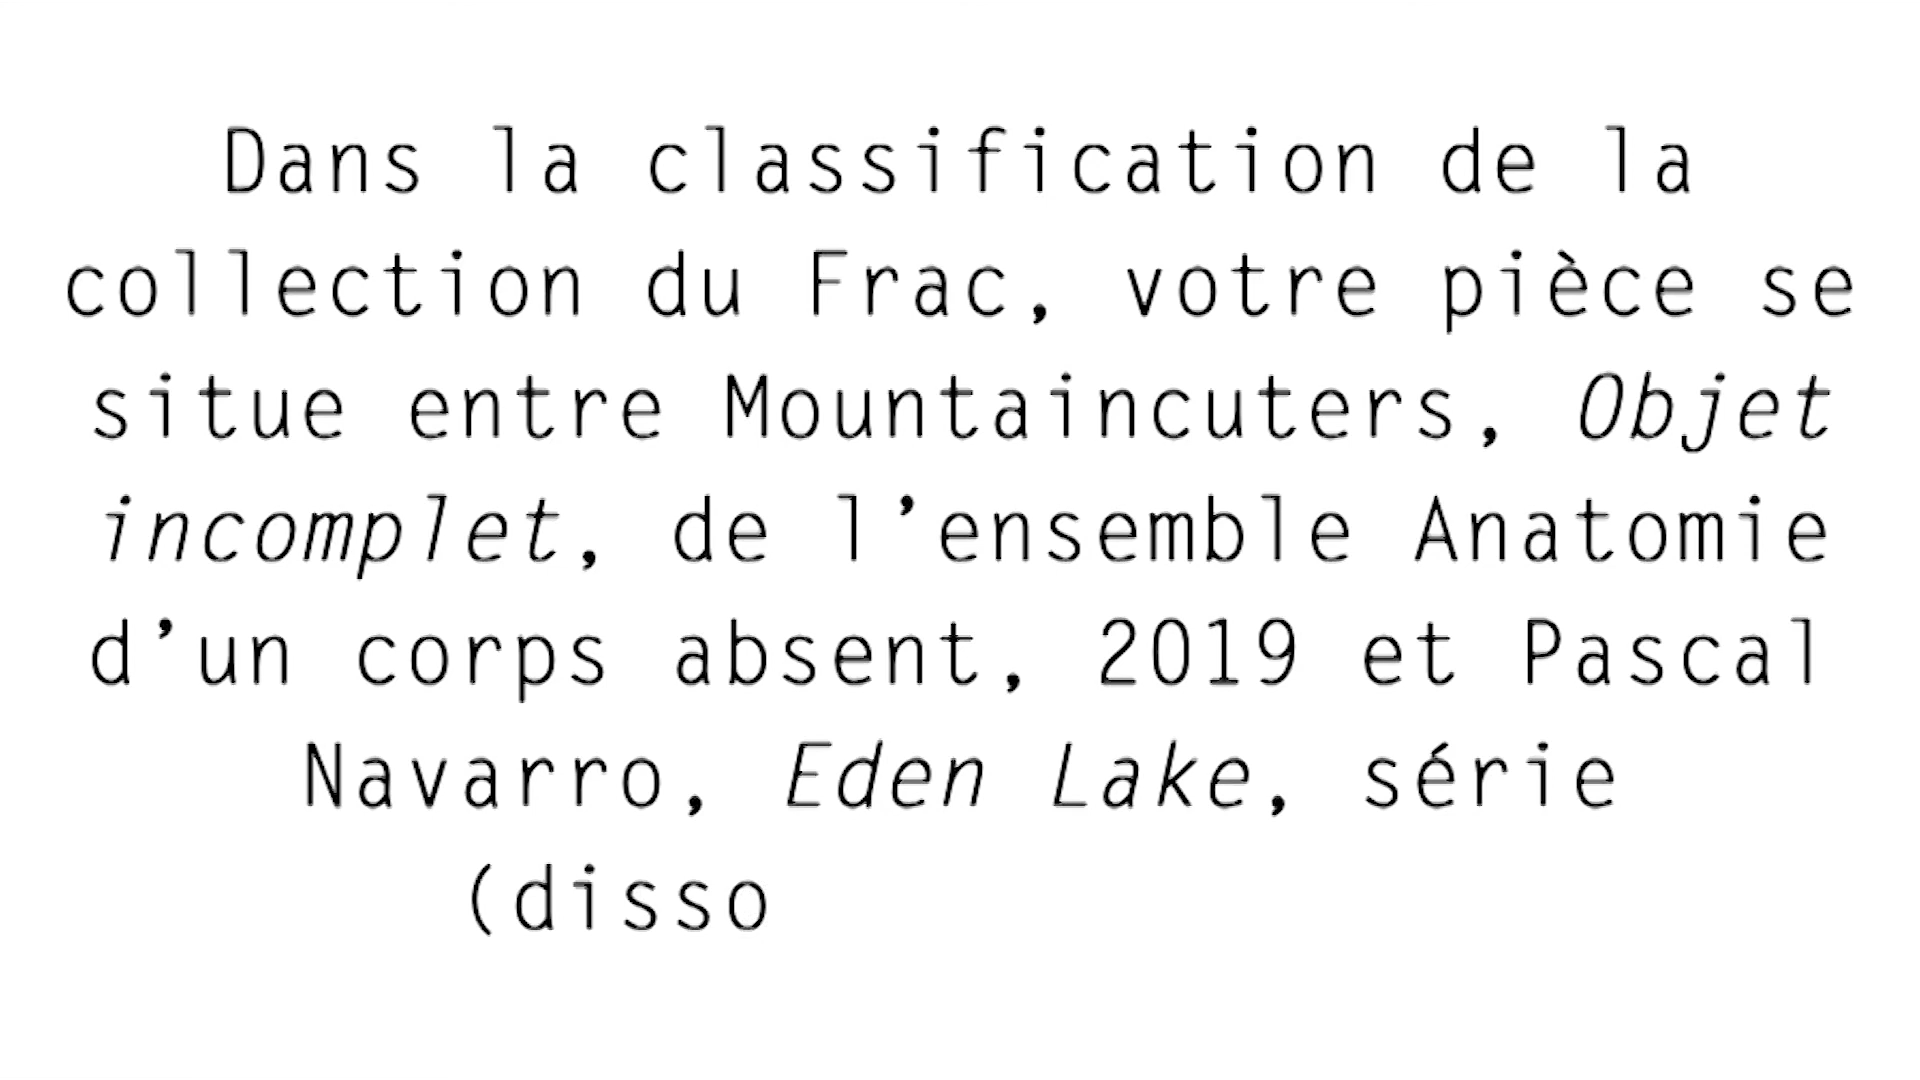 Dans la classification de la
collection du Frac, votre pièce se
situe entre Mountaincuters, Objet
incomplet, de l’ensemble Anatomie
d’un corps absent, 2019 et Pascal
Navarro, Eden Lake, série
(disso